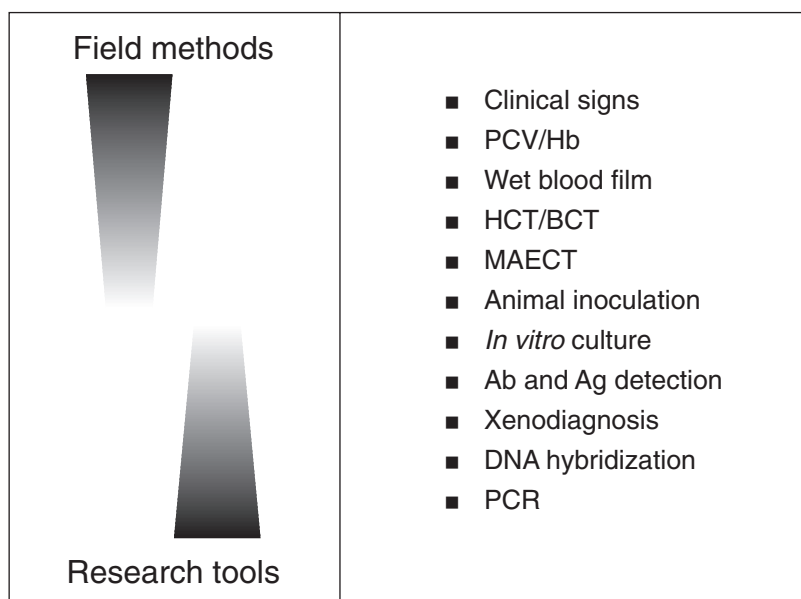 Field methods
Research tools
■ Clinical signs
■ PCV/Hb
■ Wet blood film
■ HCT/BCT
■ MAECT
■ Animal inoculation
■ In vitro culture
■ Ab and Ag detection
■ Xenodiagnosis
■ DNA hybridization
■ PCR